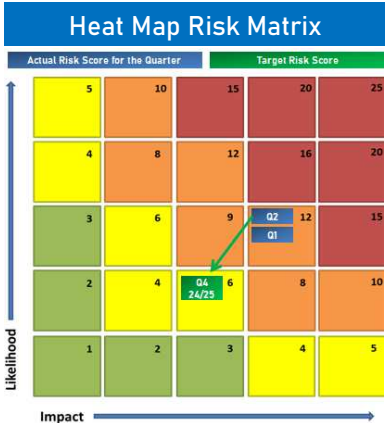 Heat Map Risk Matrix
Actual Risk Score for the Quarter
Target Risk Score
5 10 15 20 25
4 8 12 16 20
3 6 9 Q2 12 15
Q1
2 4 Q4 6 8 10
24/25
1 2 3 4 5
Likelihood
Impact